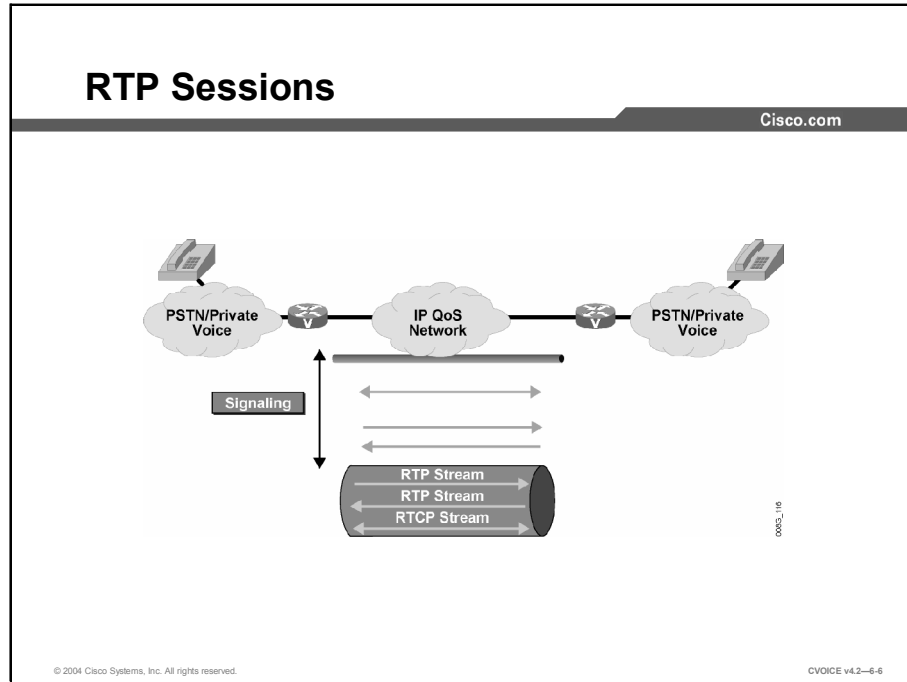 RTP Sessions
Cisco.com
PSTN/Private
Voice
V
IP QoS
Network
V
PSTN/Private
Voice
Signaling
RTP Stream
RTP Stream
RTCP Stream
© 2004 Cisco Systems, Inc. All rights reserved.
CVOICE v4.2—6-6